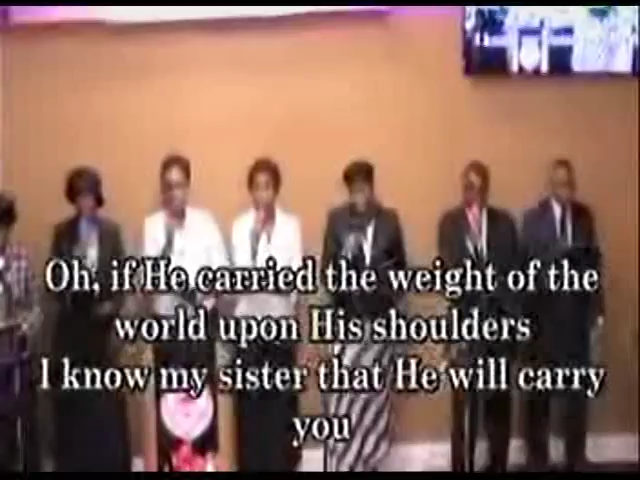 Oh, if He carried the weight of the
world upon His shoulders
I know my sister that He will carry
you